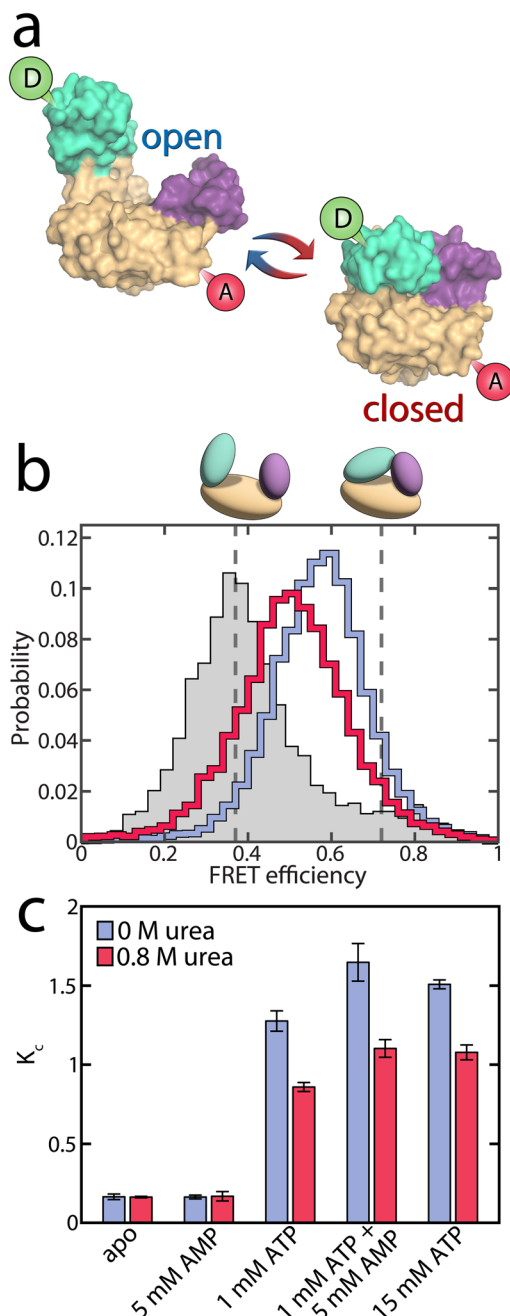 a
D
open
D
A
A
closed
b
0.12
0.1
0.08
0.06
0.04
0.02
0
Probability
0 0.2 0.4 0.6 0.8 1
FRET efficiency
c
2
1.5
1
0.5
0
Kc
0 M urea
0.8 M urea
apo
5 mM AMP
1 mM ATP
1 mM ATP +
5 mM AMP
15 mM ATP